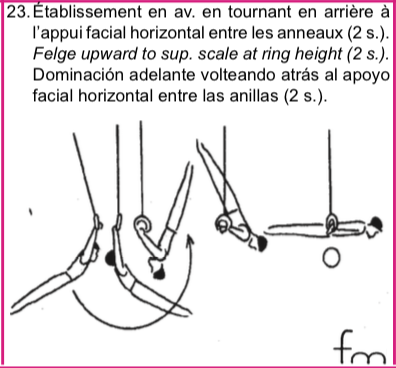 23. Établissement en av. en tournant en arrière à
l'appui facial horizontal entre les anneaux (2 s.).
Felge upward to sup. scale at ring height (2 s.).
Dominación adelante volteando atrás al apoyo
facial horizontal entre las anillas (2 s.).
fm